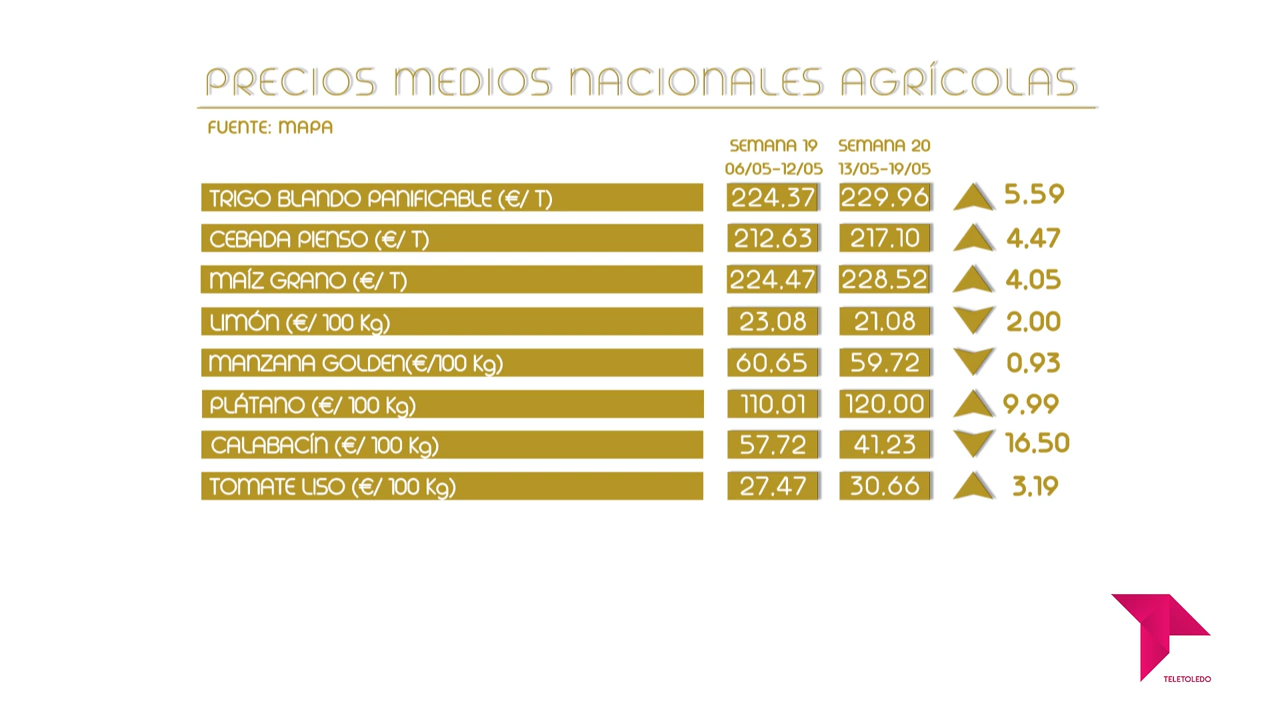 PRECIOS MEDIOS NACIONALES AGRÍCOLAS
FUENTE: MAPA
SEMANA 19 SEMANA 20
06/05-12/05 13/05-19/05
TRIGO BLANDO PANIFICABLE (€/ T) 224.37 229.96 5.59
CEBADA PIENSO (€/ T) 212.63 217.10 4.47
MAÍZ GRANO (€/ T) 224.47 228.52 4.05
LIMÓN (€/ 100 Kg) 23.08 21.08 2.00
MANZANA GOLDEN(€/100 Kg) 60.65 59.72 0.93
PLÁTANO (€/ 100 Kg) 110.01 120.00 9.99
CALABACÍN (€/ 100 Kg) 57.72 41.23 16.50
TOMATE LISO (€/ 100 Kg) 27.47 30.66 3.19
TELETOLEDO